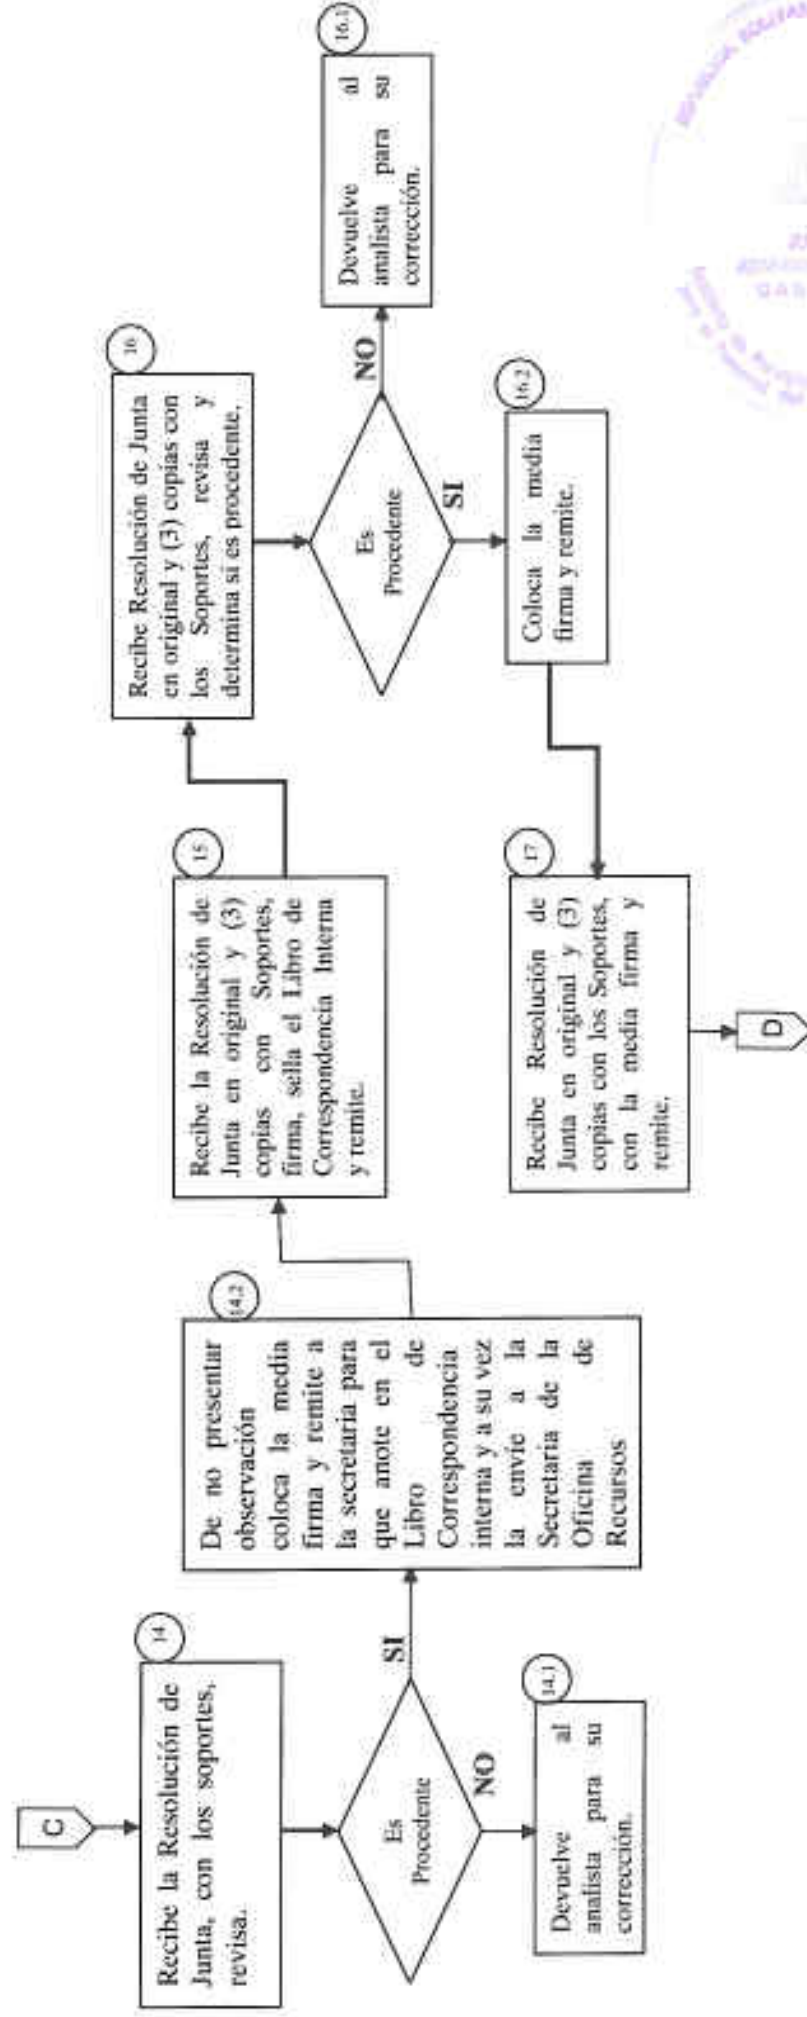 C
14
Recibe la Resolución de
Junta, con los soportes,
revisa.
Es
Procedente
NO
14.1
Devuelve al
analista para su
corrección.
SI
14.2
De no presentar
observación
coloca la media
firma y remite a
la secretaria para
que anote en el
Libro de
Correspondencia
interna y a su vez
la envíe a la
Secretaria de la
Oficina de
Recursos
15
Recibe la Resolución de
Junta en original y (3)
copias con Soportes,
firma, sella el Libro de
Correspondencia Interna
y remite.
16
Recibe Resolución de Junta
en original y (3) copias con
los Soportes, revisa y
determina si es procedente.
Es
Procedente
NO
16.1
Devuelve al
analista para su
corrección.
SI
16.2
Coloca la media
firma y remite.
17
Recibe Resolución de
Junta en original y (3)
copias con los Soportes,
con la media firma y
remite.
D